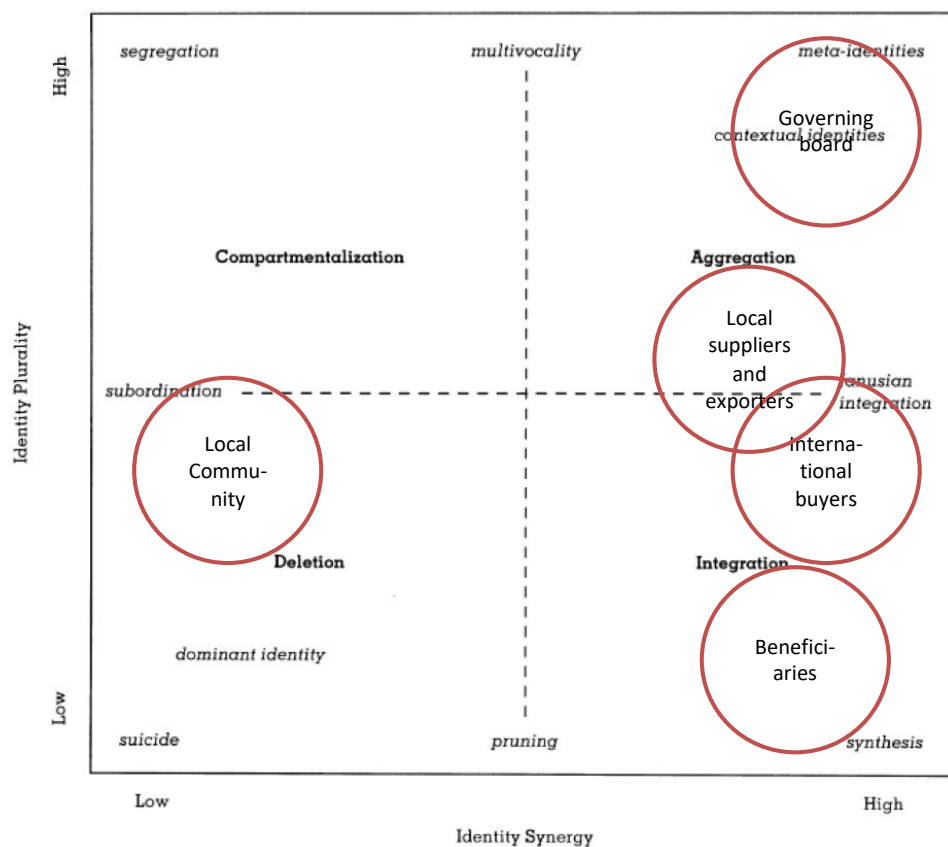 High
segregation
multivocality
meta-identities
Governing
board
contextual identities
Compartmentalization
Aggregation
Local
suppliers
and
exporters
Identity Plurality
subordination
janusian
integration
Local
Commu-
nity
Interna-
tional
buyers
Deletion
Integration
dominant identity
Benefici-
aries
Low
suicide
pruning
synthesis
Low
High
Identity Synergy